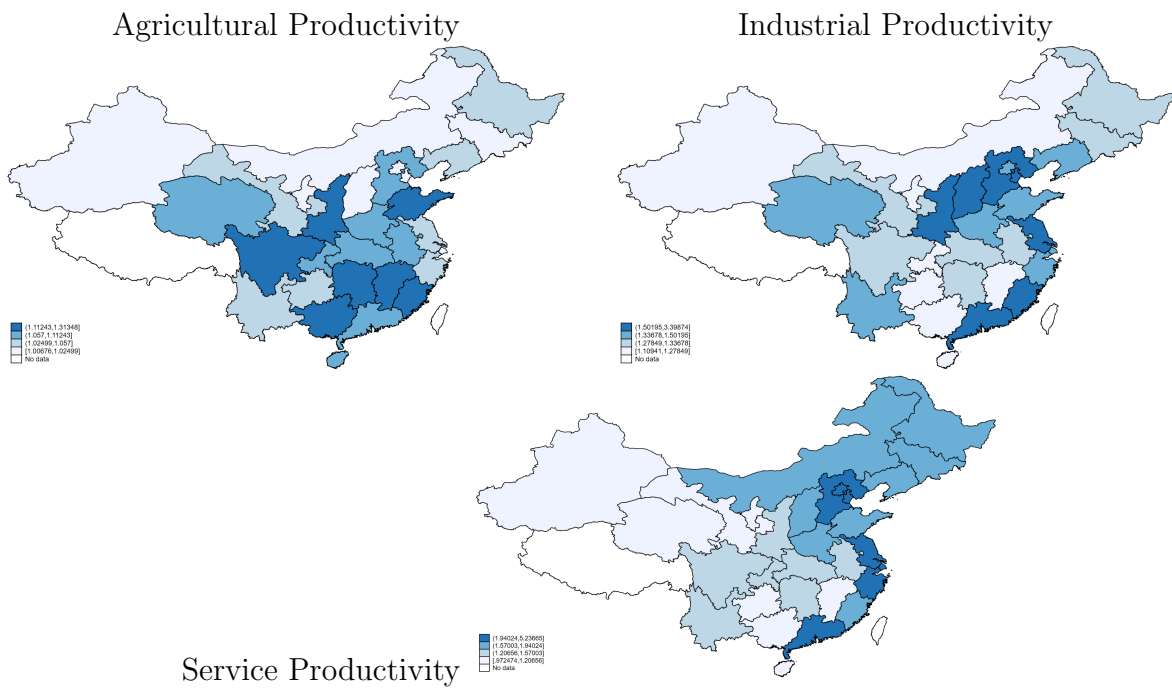 Agricultural Productivity
Industrial Productivity
(1.11243,1.31348]
(1.057,1.11243]
(1.02499,1.057]
[1.00676,1.02499]
No data
(1.50195,3.39874]
(1.33678,1.50195]
(1.27849,1.33678]
[1.10941,1.27849]
No data
(1.94024,5.23665]
(1.57003,1.94024]
(1.20656,1.57003]
[.972474,1.20656]
No data
Service Productivity